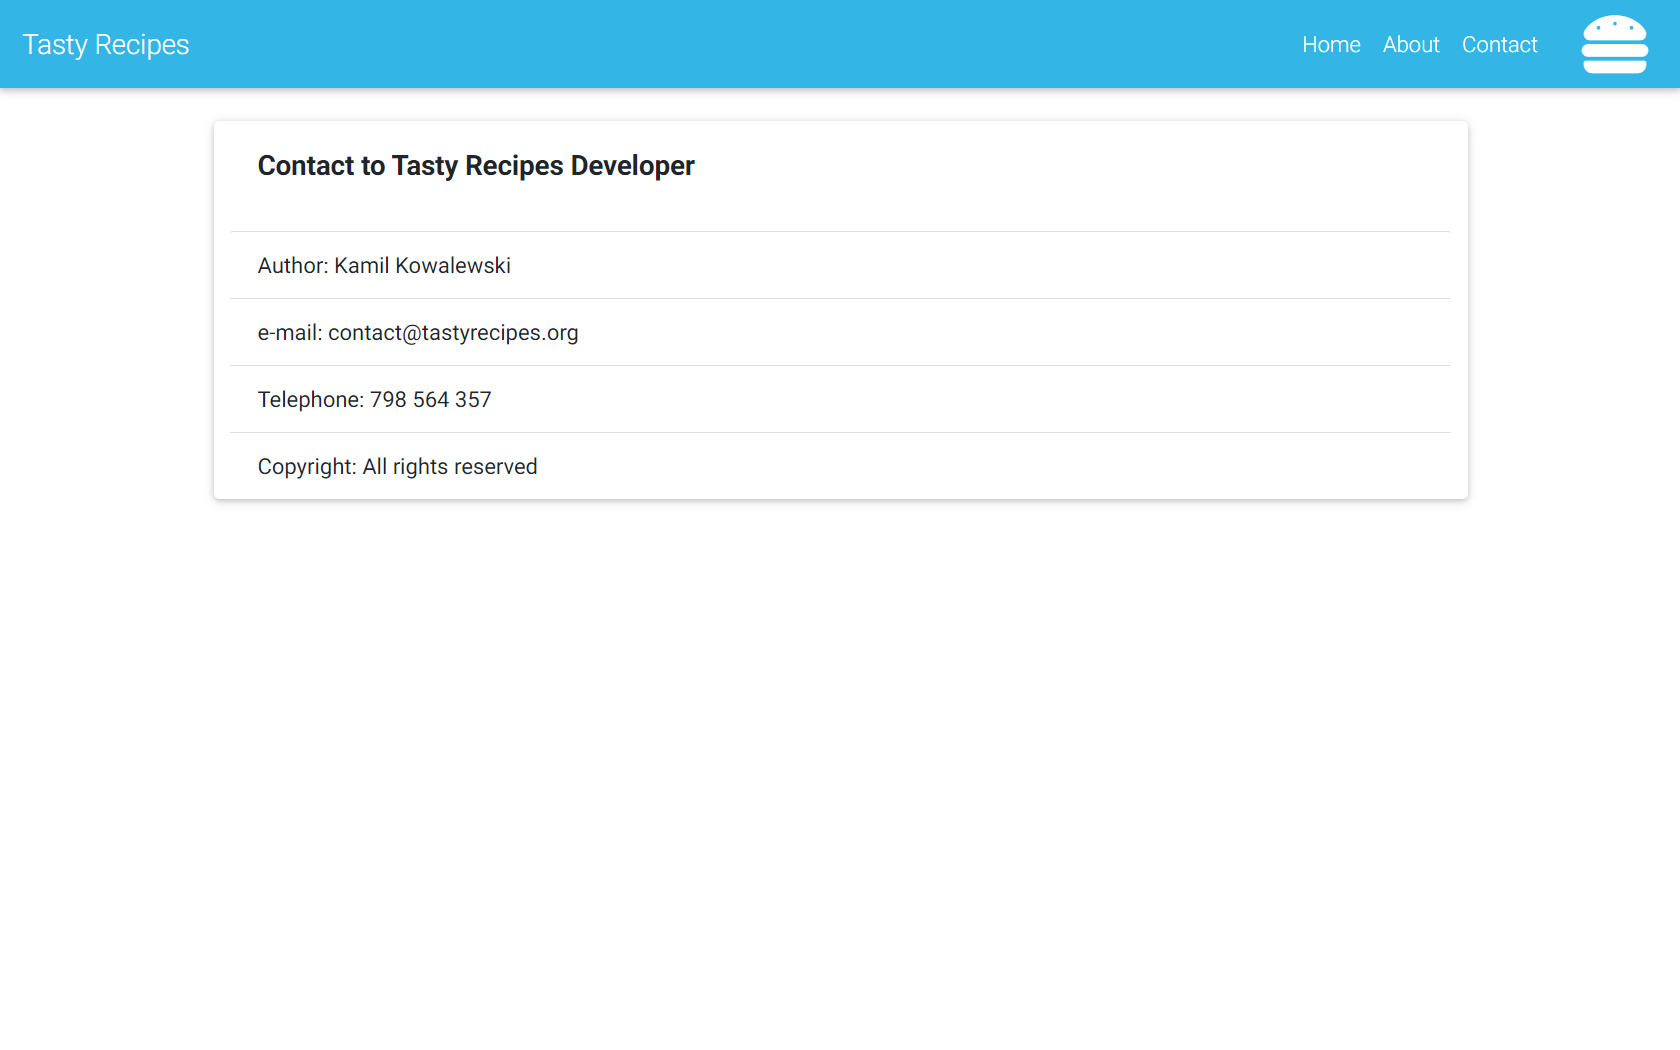 Tasty Recipes
Home About Contact
Contact to Tasty Recipes Developer
Author: Kamil Kowalewski
e-mail: contact@tastyrecipes.org
Telephone: 798 564 357
Copyright: All rights reserved